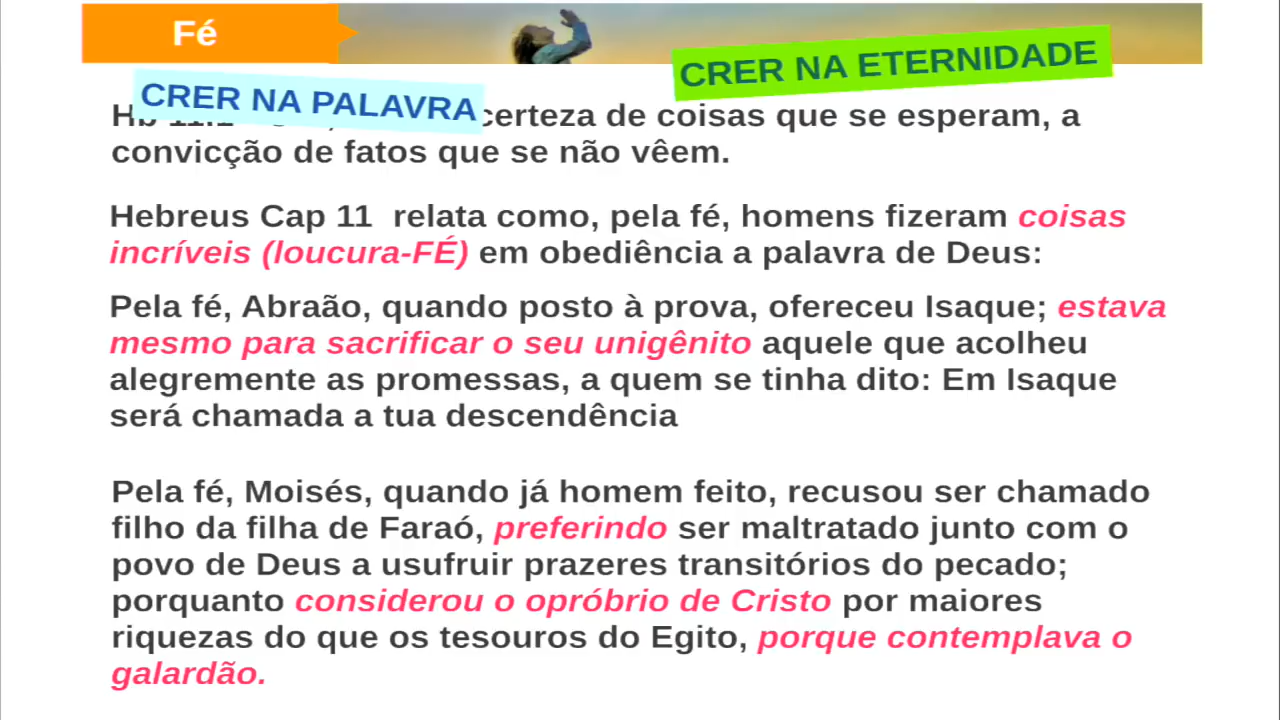 Fé
CRER NA ETERNIDADE
CRER NA PALAVRA
certeza de coisas que se esperam, a
convicção de fatos que se não vêem.
Hebreus Cap 11 relata como, pela fé, homens fizeram coisas
incríveis (loucura-FÉ) em obediência a palavra de Deus:
Pela fé, Abraão, quando posto à prova, ofereceu Isaque; estava
mesmo para sacrificar o seu unigênito aquele que acolheu
alegremente as promessas, a quem se tinha dito: Em Isaque
será chamada a tua descendência
Pela fé, Moisés, quando já homem feito, recusou ser chamado
filho da filha de Faraó, preferindo ser maltratado junto com o
povo de Deus a usufruir prazeres transitórios do pecado;
porquanto considerou o opróbrio de Cristo por maiores
riquezas do que os tesouros do Egito, porque contemplava o
galardão.